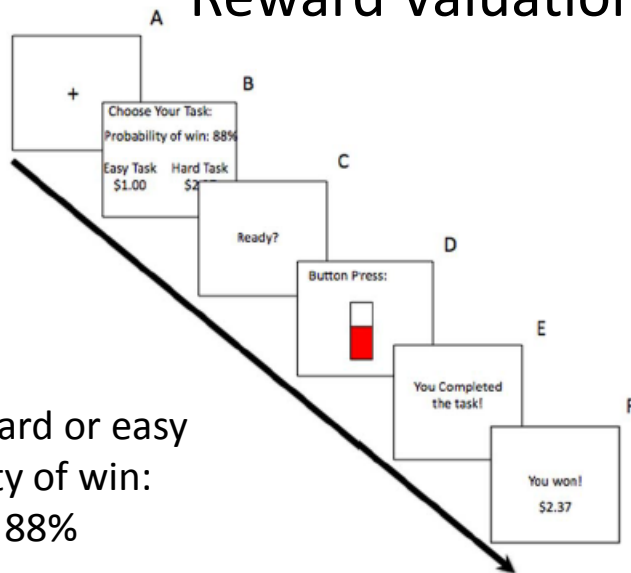 Reward Valuation
A
+
B
Choose Your Task:
Probability of win: 88%
Easy Task Hard Task
$1.00 $2
C
Ready?
D
Button Press:
E
You Completed
the task!
F
You won!
$2.37
ard or easy
ty of win:
88%